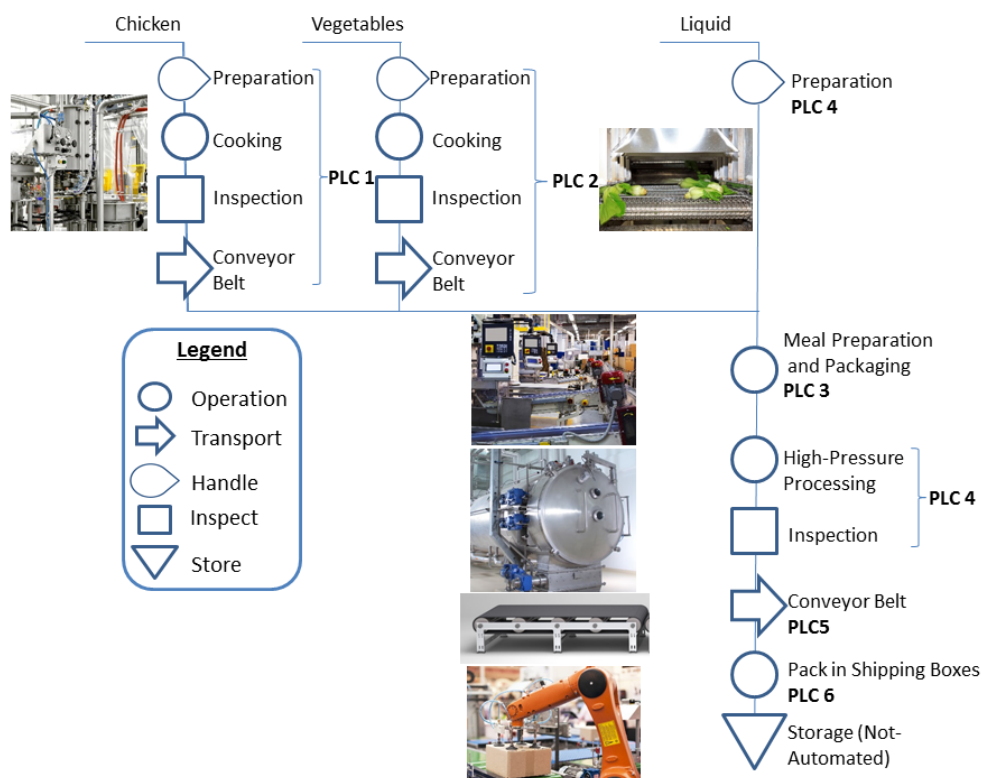 Chicken
Vegetables
Liquid
Preparation
Cooking
Inspection
Conveyor
Belt
PLC 1
Preparation
Cooking
Inspection
Conveyor
Belt
PLC 2
Preparation
PLC 4
Legend
Operation
Transport
Handle
Inspect
Store
Meal Preparation
and Packaging
PLC 3
High-Pressure
Processing
PLC 4
Inspection
Conveyor Belt
PLC5
Pack in Shipping Boxes
PLC 6
Storage (Not-
Automated)